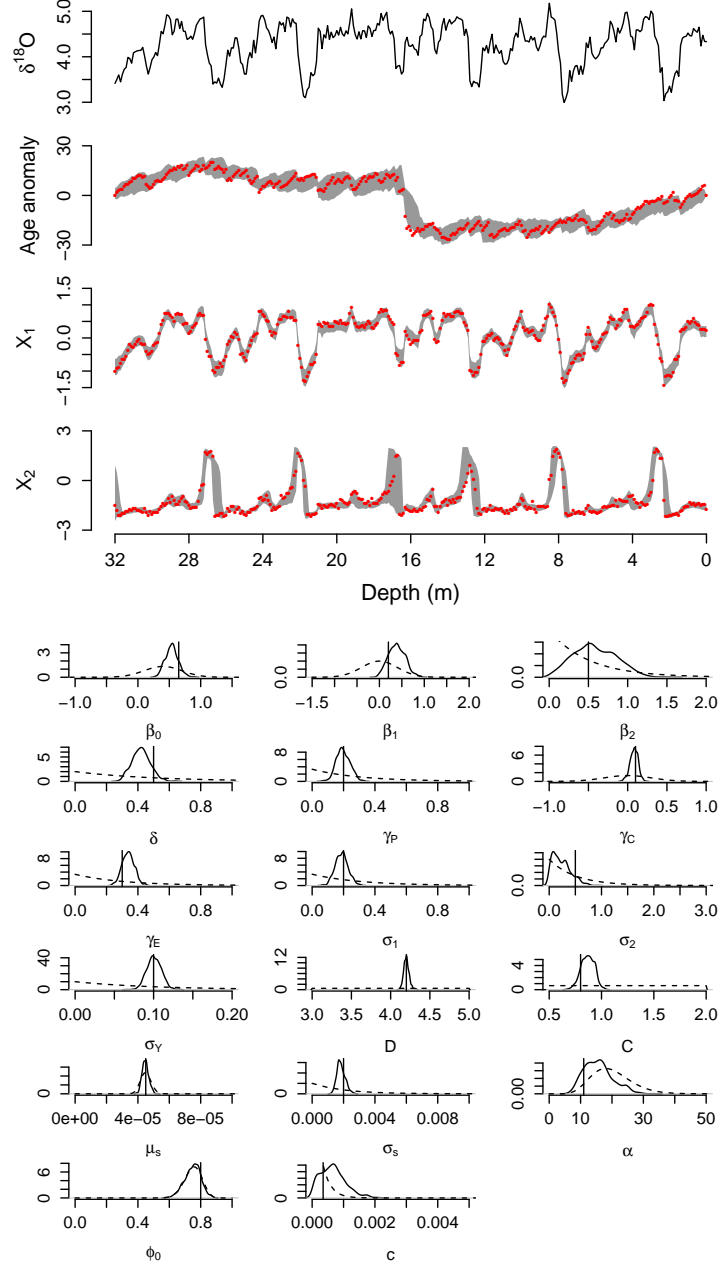 δ18O
3.0 4.0 5.0
Age anomaly
−30 0 30
X1
−1.5 0.0 1.5
X2
−3 0 3
32 28 24 20 16 12 8 4 0
Depth (m)
0 3
−1.0 0.0 1.0
β0
0.0
−1.5 0.0 1.0 2.0
β1
0.0
0.0 0.5 1.0 1.5 2.0
β2
0 5
0.0 0.4 0.8
δ
0 8
0.0 0.4 0.8
γP
0 6
−1.0 0.0 0.5 1.0
γC
0 8
0.0 0.4 0.8
γE
0 8
0.0 0.4 0.8
σ1
0.0
0.0 1.0 2.0 3.0
σ2
0 40
0.00 0.10 0.20
σY
0 12
3.0 3.5 4.0 4.5 5.0
D
0 4
0.5 1.0 1.5 2.0
C
0
0e+00 4e−05 8e−05
μs
0
0.000 0.004 0.008
σs
0.00
0 10 30 50
α
0 6
0.0 0.4 0.8
ϕ0
0
0.000 0.002 0.004
c